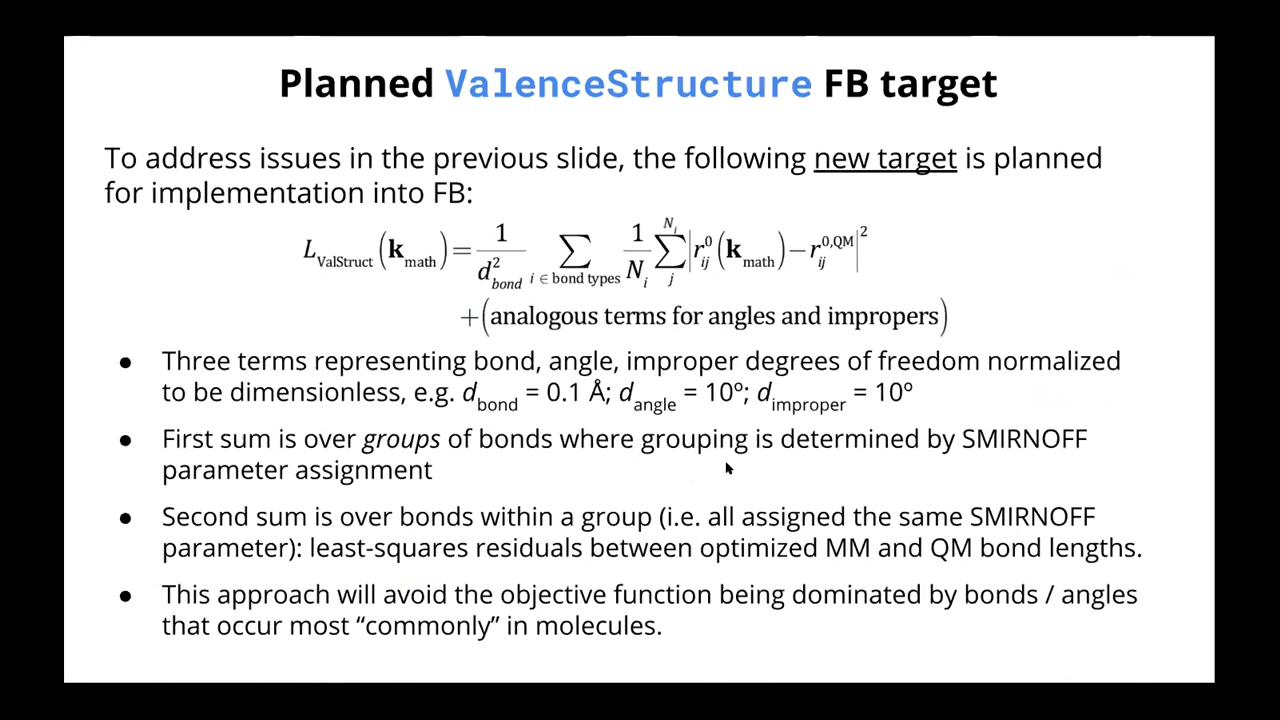 Planned ValenceStructure FB target
To address issues in the previous slide, the following new target is planned
for implementation into FB:
L_ValStruct (k_math) = 1/d²_bond ∑_{i ∈ bond types} 1/N_i ∑_j^{N_i} |r_ij^0 (k_math) − r_ij^{0,QM}|²
+(analogous terms for angles and impropers)
● Three terms representing bond, angle, improper degrees of freedom normalized
to be dimensionless, e.g. d_bond = 0.1 Å; d_angle = 10º; d_improper = 10º
● First sum is over groups of bonds where grouping is determined by SMIRNOFF
parameter assignment
● Second sum is over bonds within a group (i.e. all assigned the same SMIRNOFF
parameter): least-squares residuals between optimized MM and QM bond lengths.
● This approach will avoid the objective function being dominated by bonds / angles
that occur most “commonly” in molecules.